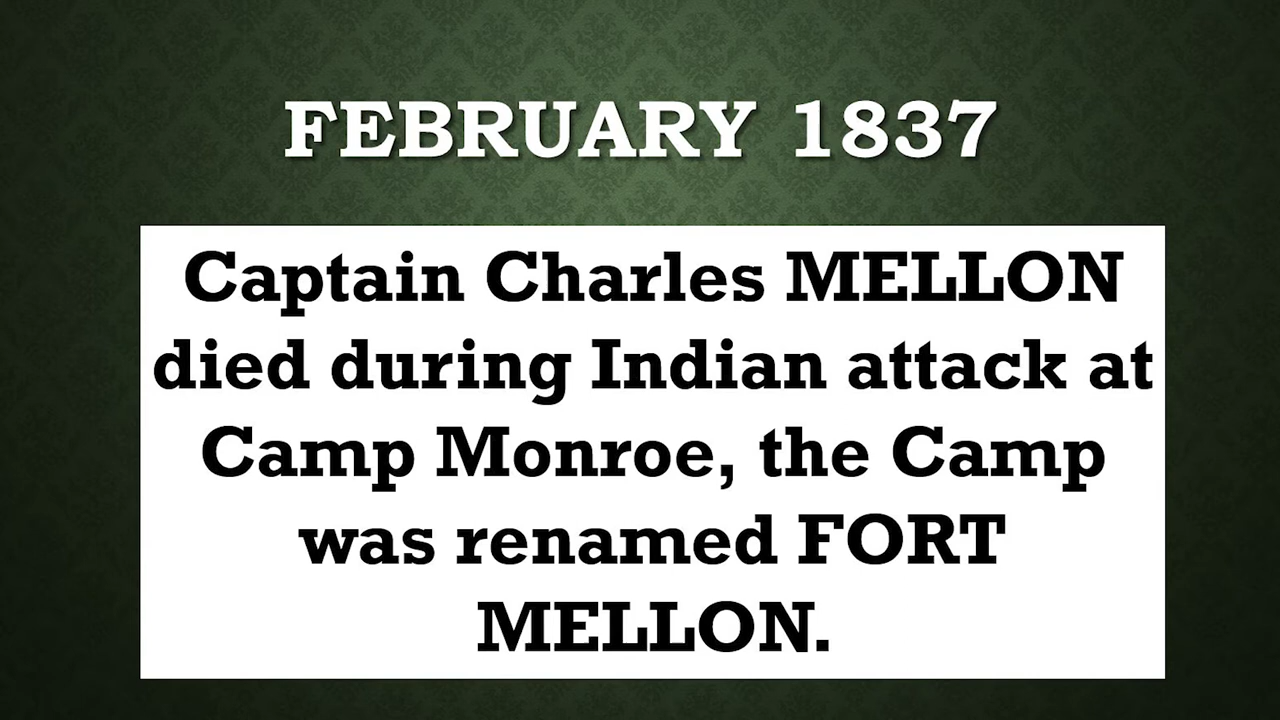 FEBRUARY 1837
Captain Charles MELLON
died during Indian attack at
Camp Monroe, the Camp
was renamed FORT
MELLON.